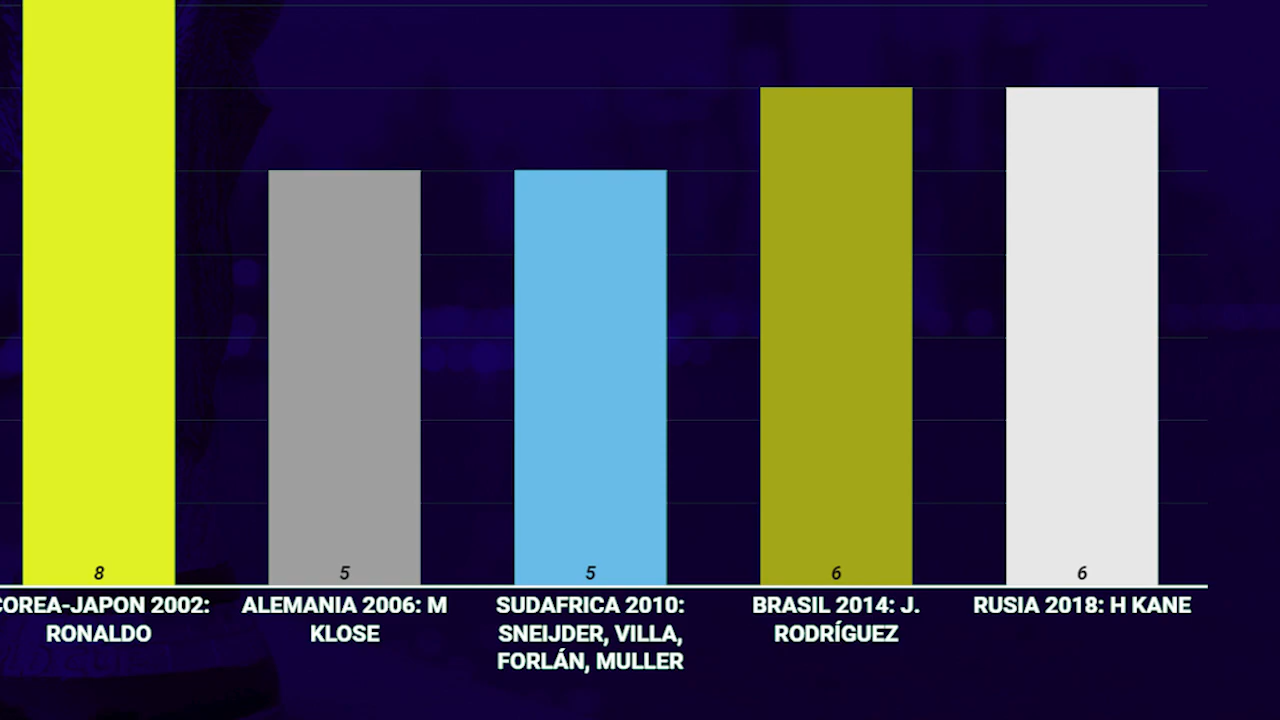 8
5
5
6
6
COREA-JAPON 2002:
RONALDO
ALEMANIA 2006: M
KLOSE
SUDAFRICA 2010:
SNEIJDER, VILLA,
FORLÁN, MULLER
BRASIL 2014: J.
RODRÍGUEZ
RUSIA 2018: H KANE